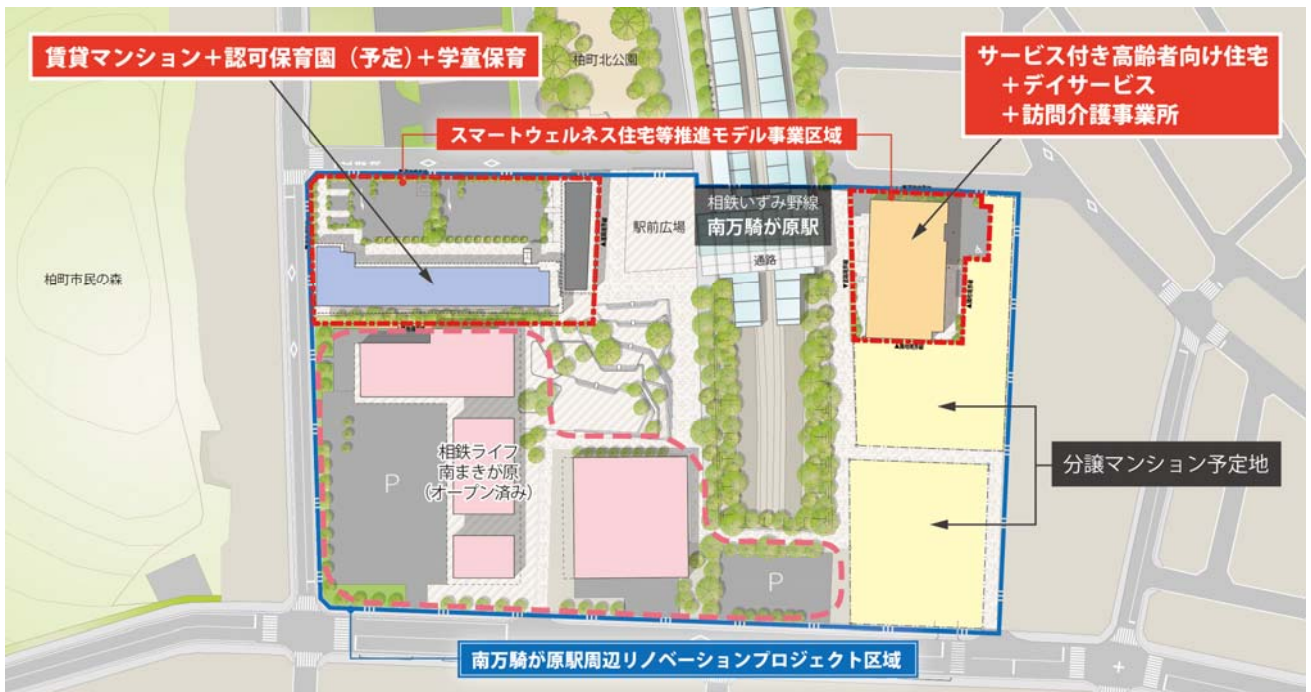 賃貸マンション＋認可保育園（予定）＋学童保育
柏町北公園
サービス付き高齢者向け住宅
＋デイサービス
＋訪問介護事業所
スマートウェルネス住宅等推進モデル事業区域
相鉄いずみ野線
南万騎が原駅
駅前広場
通路
柏町市民の森
相鉄ライフ
南まきが原
（オープン済み）
P
P
分譲マンション予定地
南万騎が原駅周辺リノベーションプロジェクト区域